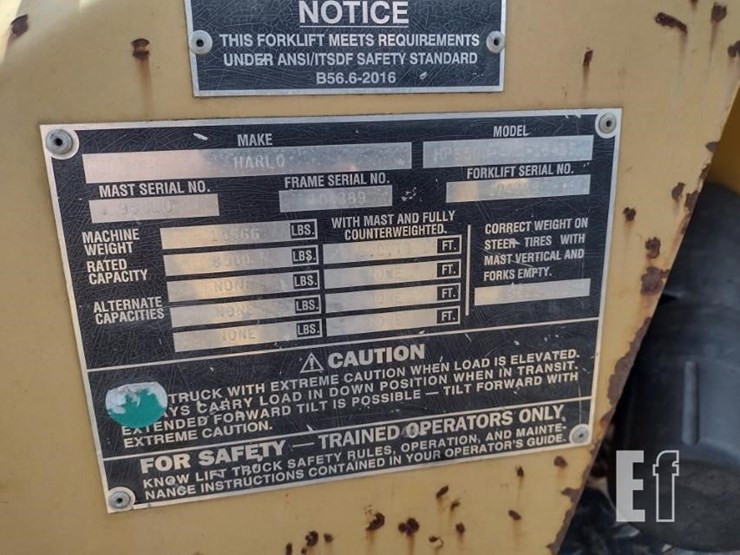 NOTICE
THIS FORKLIFT MEETS REQUIREMENTS
UNDER ANSI/ITSDF SAFETY STANDARD
B56.6-2016
MAKE
MODEL
HARLO
MAST SERIAL NO.
FRAME SERIAL NO.
FORKLIFT SERIAL NO.
MACHINE WEIGHT LBS.
WITH MAST AND FULLY COUNTERWEIGHTED.
RATED CAPACITY LBS. FT.
NONE LBS. FT.
ALTERNATE CAPACITIES NONE LBS. FT.
NONE LBS. FT.
CORRECT WEIGHT ON
STEER TIRES WITH
MAST VERTICAL AND
FORKS EMPTY.
CAUTION
TRUCK WITH EXTREME CAUTION WHEN LOAD IS ELEVATED.
CARRY LOAD IN DOWN POSITION WHEN IN TRANSIT.
EXTENDED FORWARD TILT IS POSSIBLE — TILT FORWARD WITH
EXTREME CAUTION.
FOR SAFETY — TRAINED OPERATORS ONLY
KNOW LIFT TRUCK SAFETY RULES, OPERATION, AND MAINTE-
NANCE INSTRUCTIONS CONTAINED IN YOUR OPERATOR'S GUIDE.
Ef